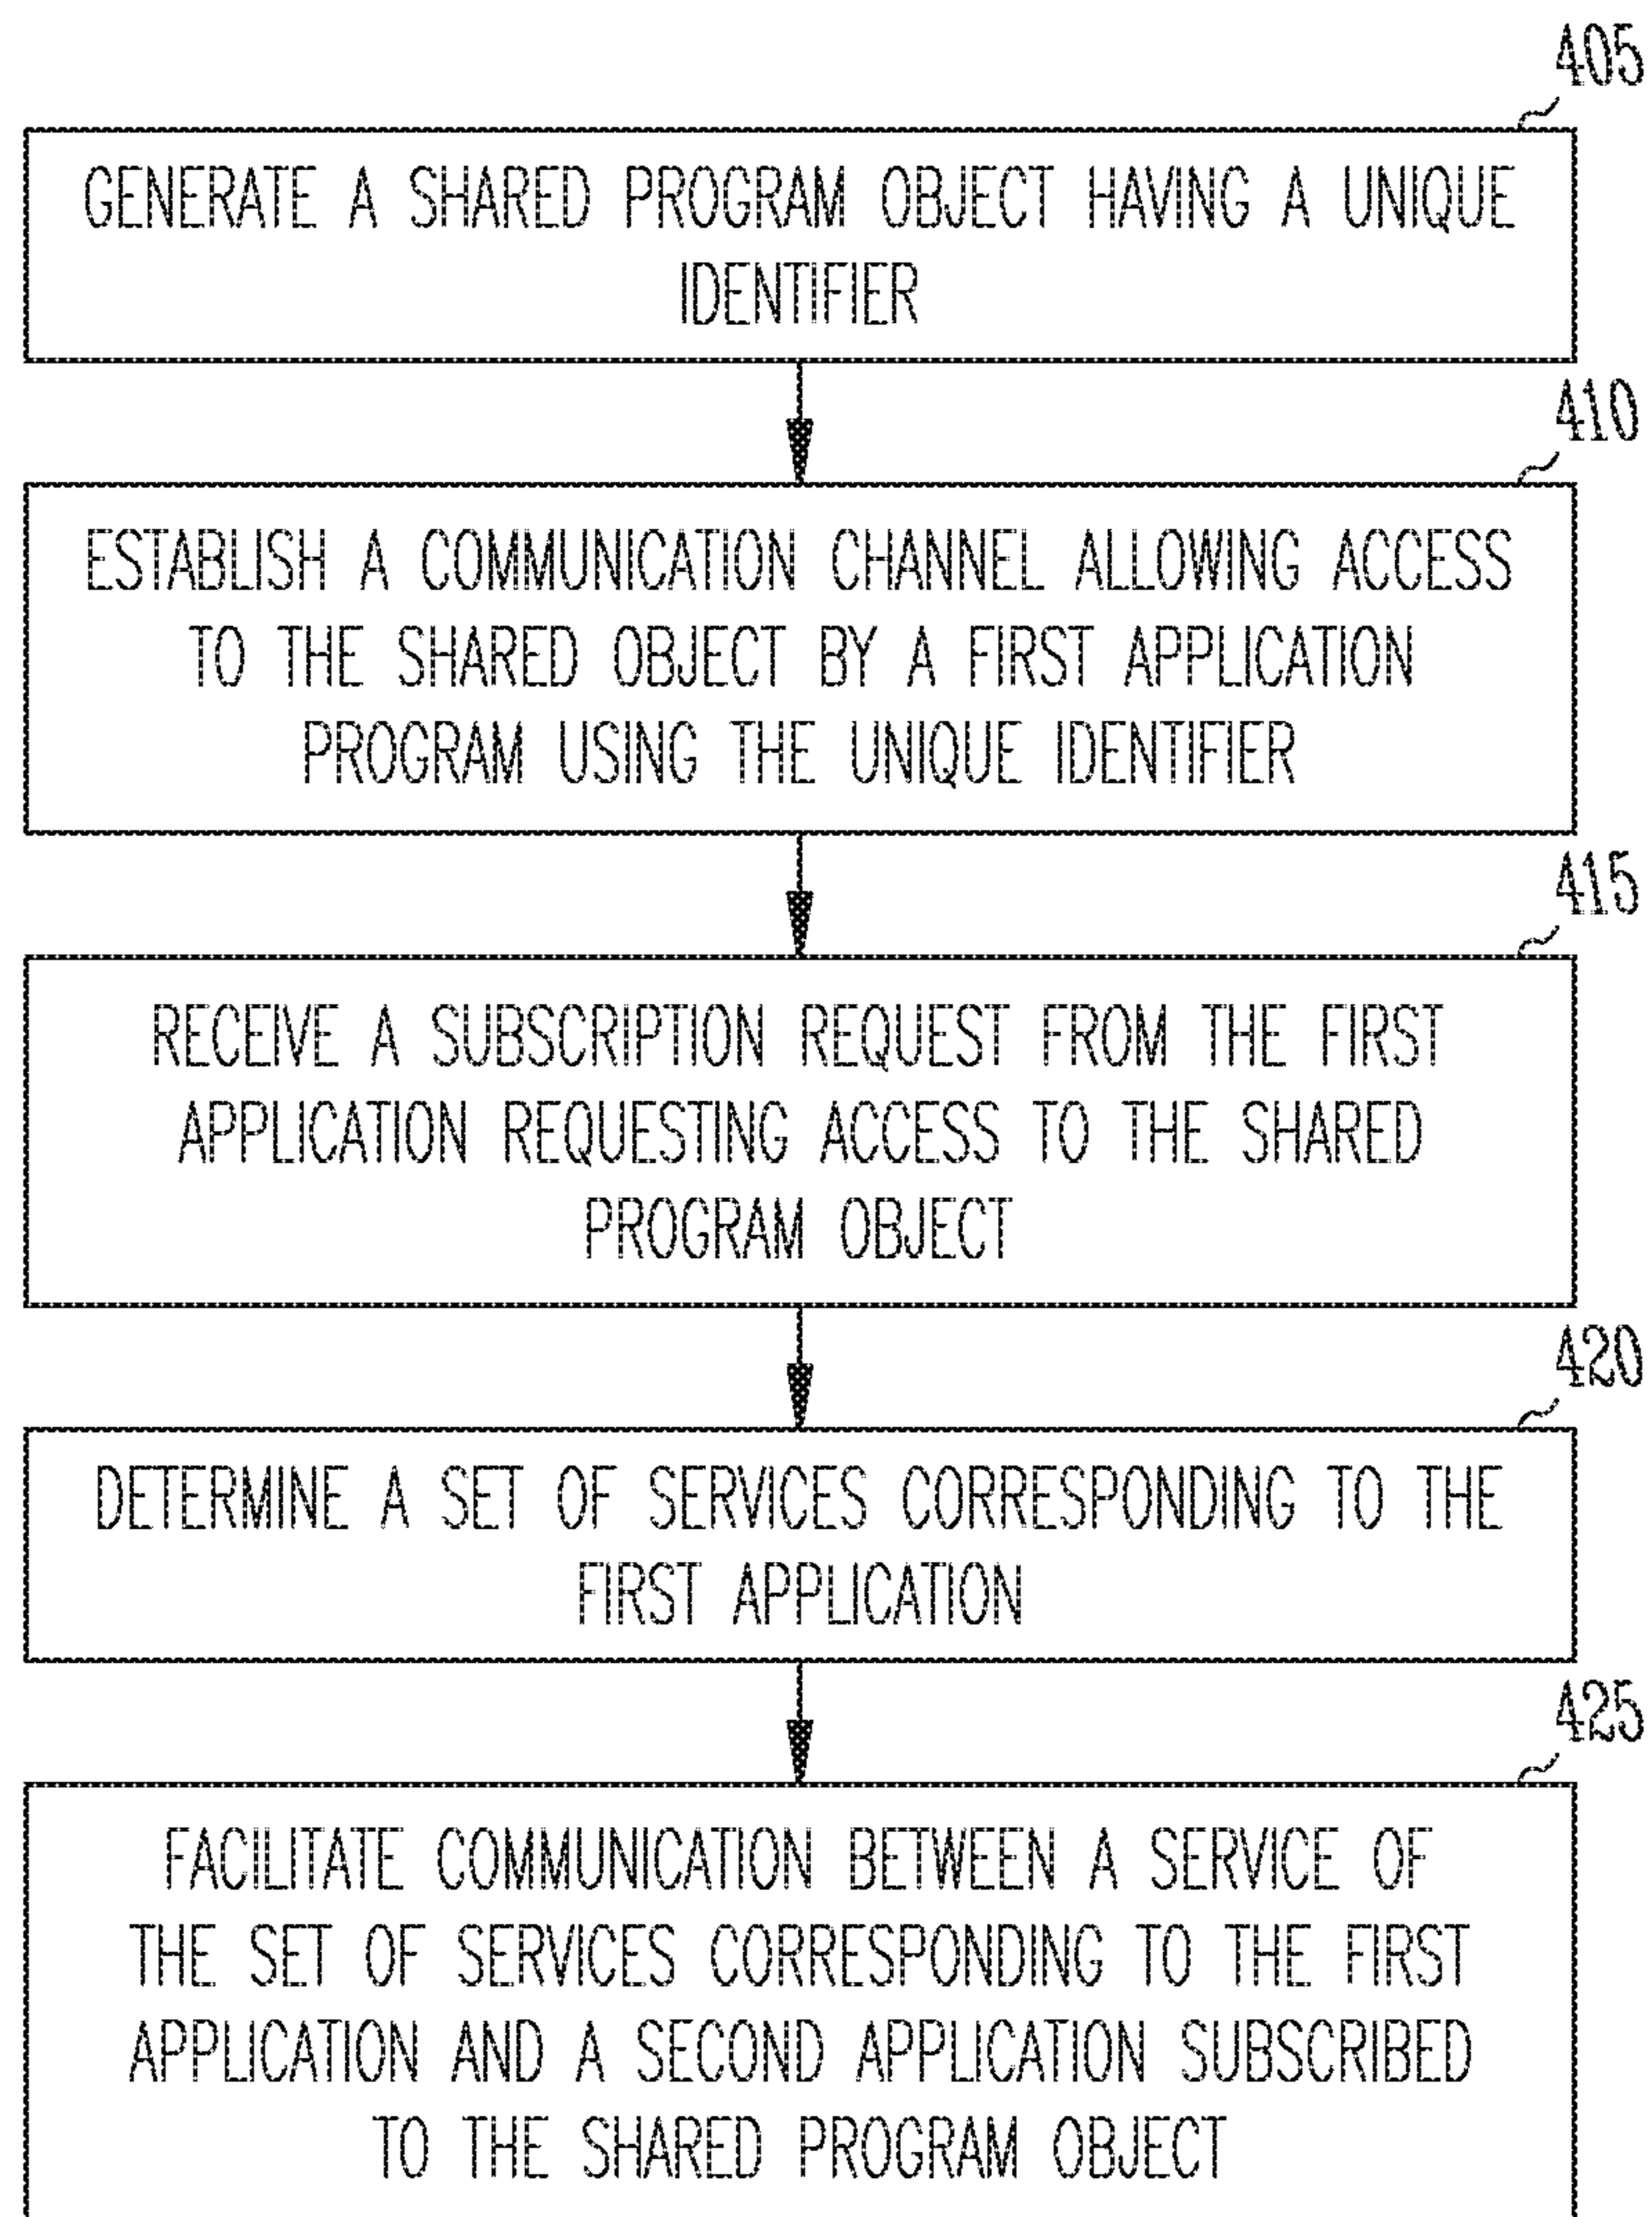 405
GENERATE A SHARED PROGRAM OBJECT HAVING A UNIQUE
IDENTIFIER
410
ESTABLISH A COMMUNICATION CHANNEL ALLOWING ACCESS
TO THE SHARED OBJECT BY A FIRST APPLICATION
PROGRAM USING THE UNIQUE IDENTIFIER
415
RECEIVE A SUBSCRIPTION REQUEST FROM THE FIRST
APPLICATION REQUESTING ACCESS TO THE SHARED
PROGRAM OBJECT
420
DETERMINE A SET OF SERVICES CORRESPONDING TO THE
FIRST APPLICATION
425
FACILITATE COMMUNICATION BETWEEN A SERVICE OF
THE SET OF SERVICES CORRESPONDING TO THE FIRST
APPLICATION AND A SECOND APPLICATION SUBSCRIBED
TO THE SHARED PROGRAM OBJECT